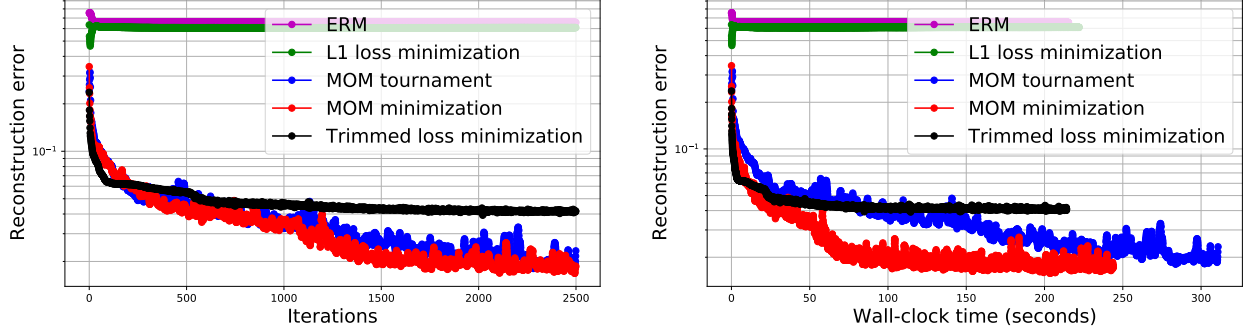 Reconstruction error
10⁻¹
ERM
L1 loss minimization
MOM tournament
MOM minimization
Trimmed loss minimization
0 500 1000 1500 2000 2500
Iterations
Reconstruction error
10⁻¹
ERM
L1 loss minimization
MOM tournament
MOM minimization
Trimmed loss minimization
0 50 100 150 200 250 300
Wall-clock time (seconds)